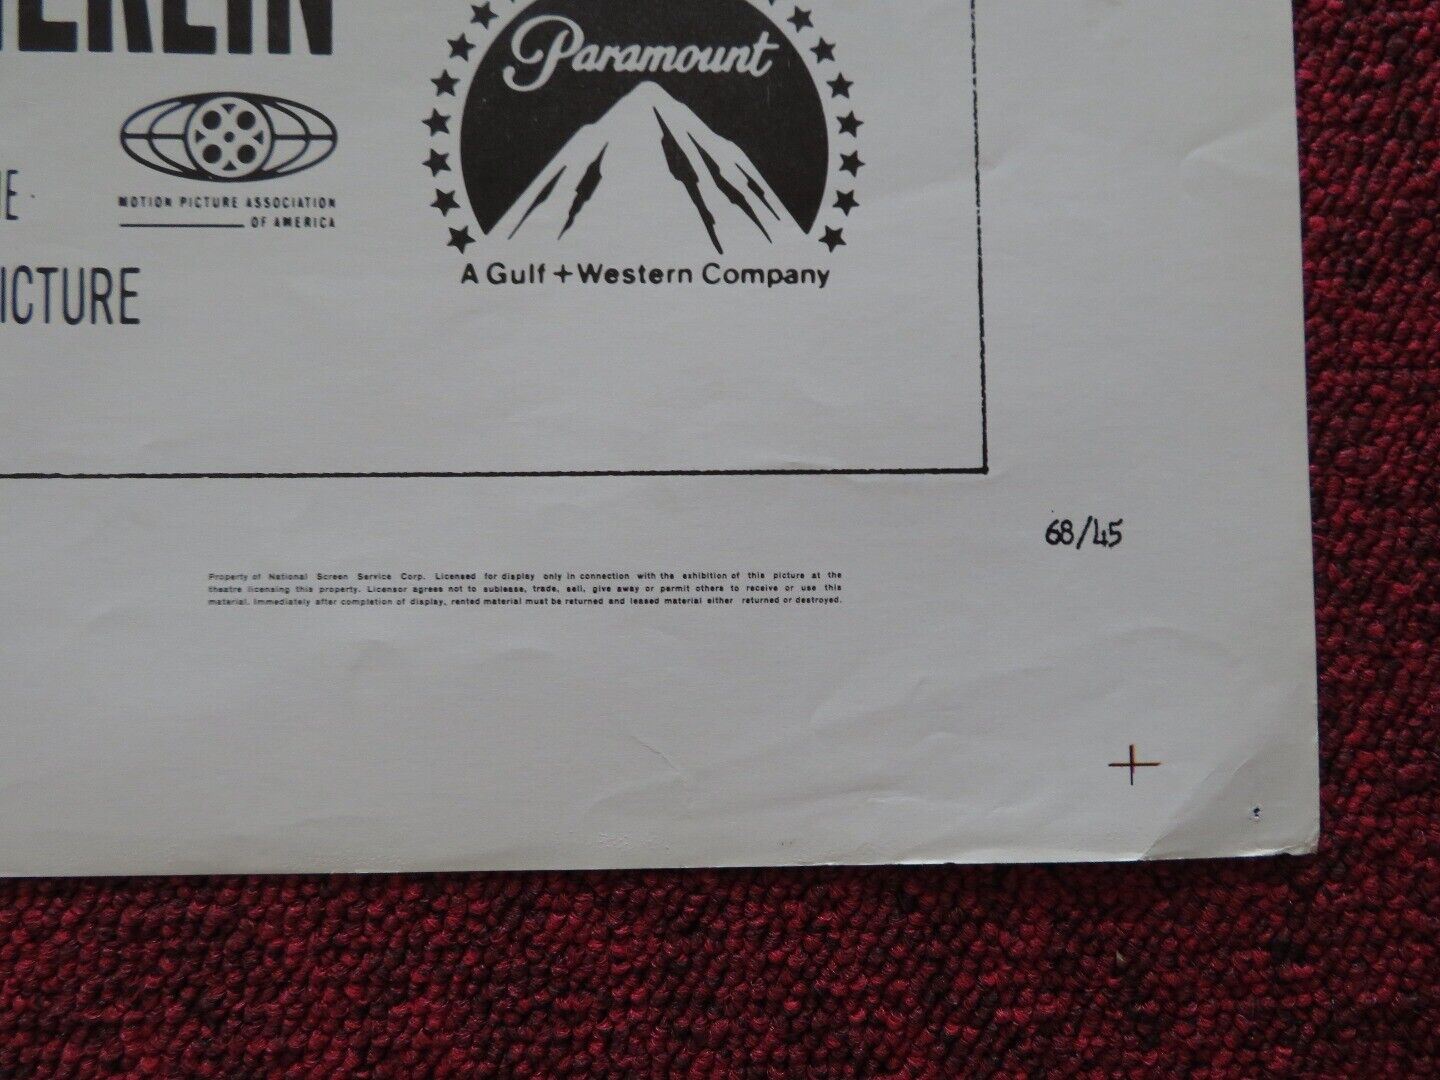 ERLIN
Paramount
MOTION PICTURE ASSOCIATION
OF AMERICA
A Gulf + Western Company
ICTURE
68/45
Property of National Screen Service Corp. Licensed for display only in connection with the exhibition of this picture at the
theatre licensing this property. Licensor agrees not to sublease, trade, sell, give away or permit others to receive or use this
material. Immediately after completion of display, rented material must be returned and leased material either returned or destroyed.